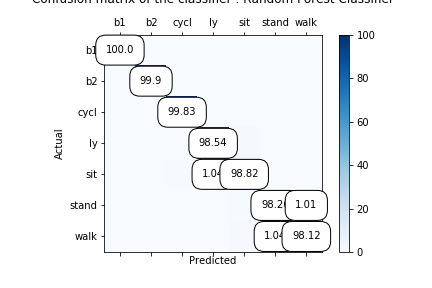 Confusion matrix of the classifier : Random Forest Classifier
b1 b2 cycl ly sit stand walk
b1 100.0
b2 99.9
cycl 99.83
ly 98.54
sit 1.04 98.82
stand 1.01
walk 1.04 98.12
Actual
Predicted
100
80
60
40
20
0